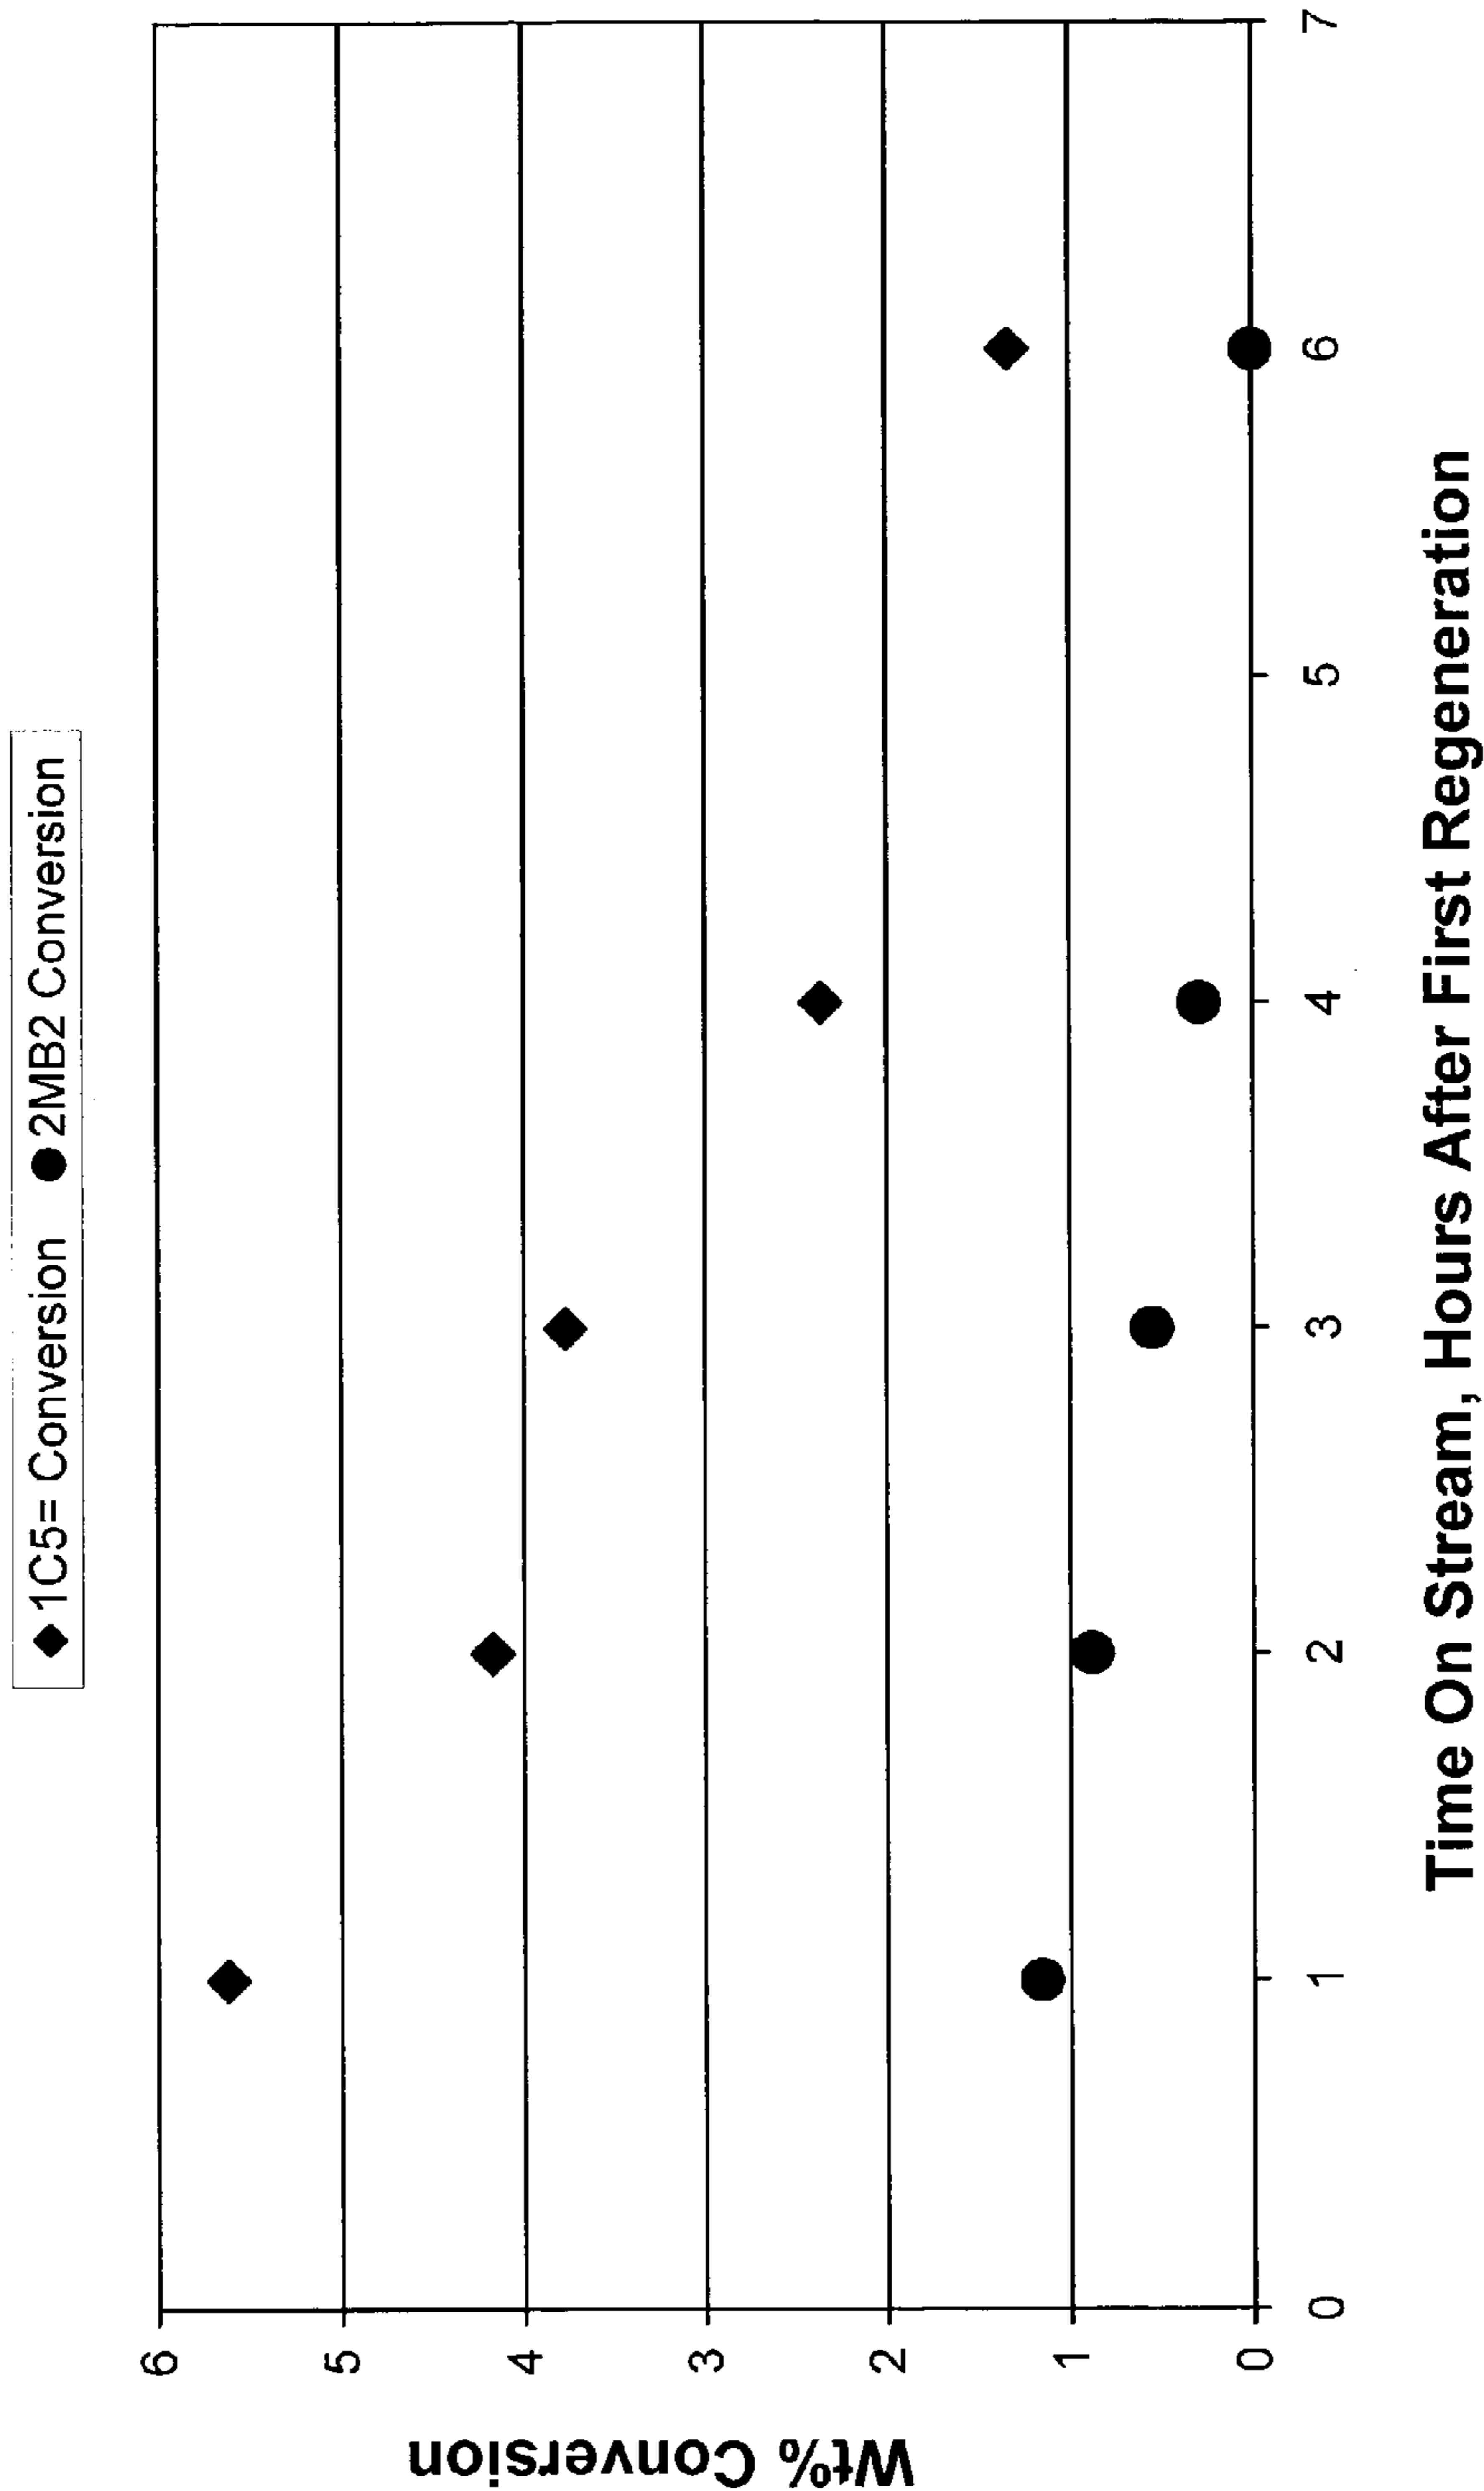 ◆ 1C5= Conversion ● 2MB2 Conversion
Wt% Conversion
6
5
4
3
2
1
0
0 1 2 3 4 5 6 7
Time On Stream, Hours After First Regeneration